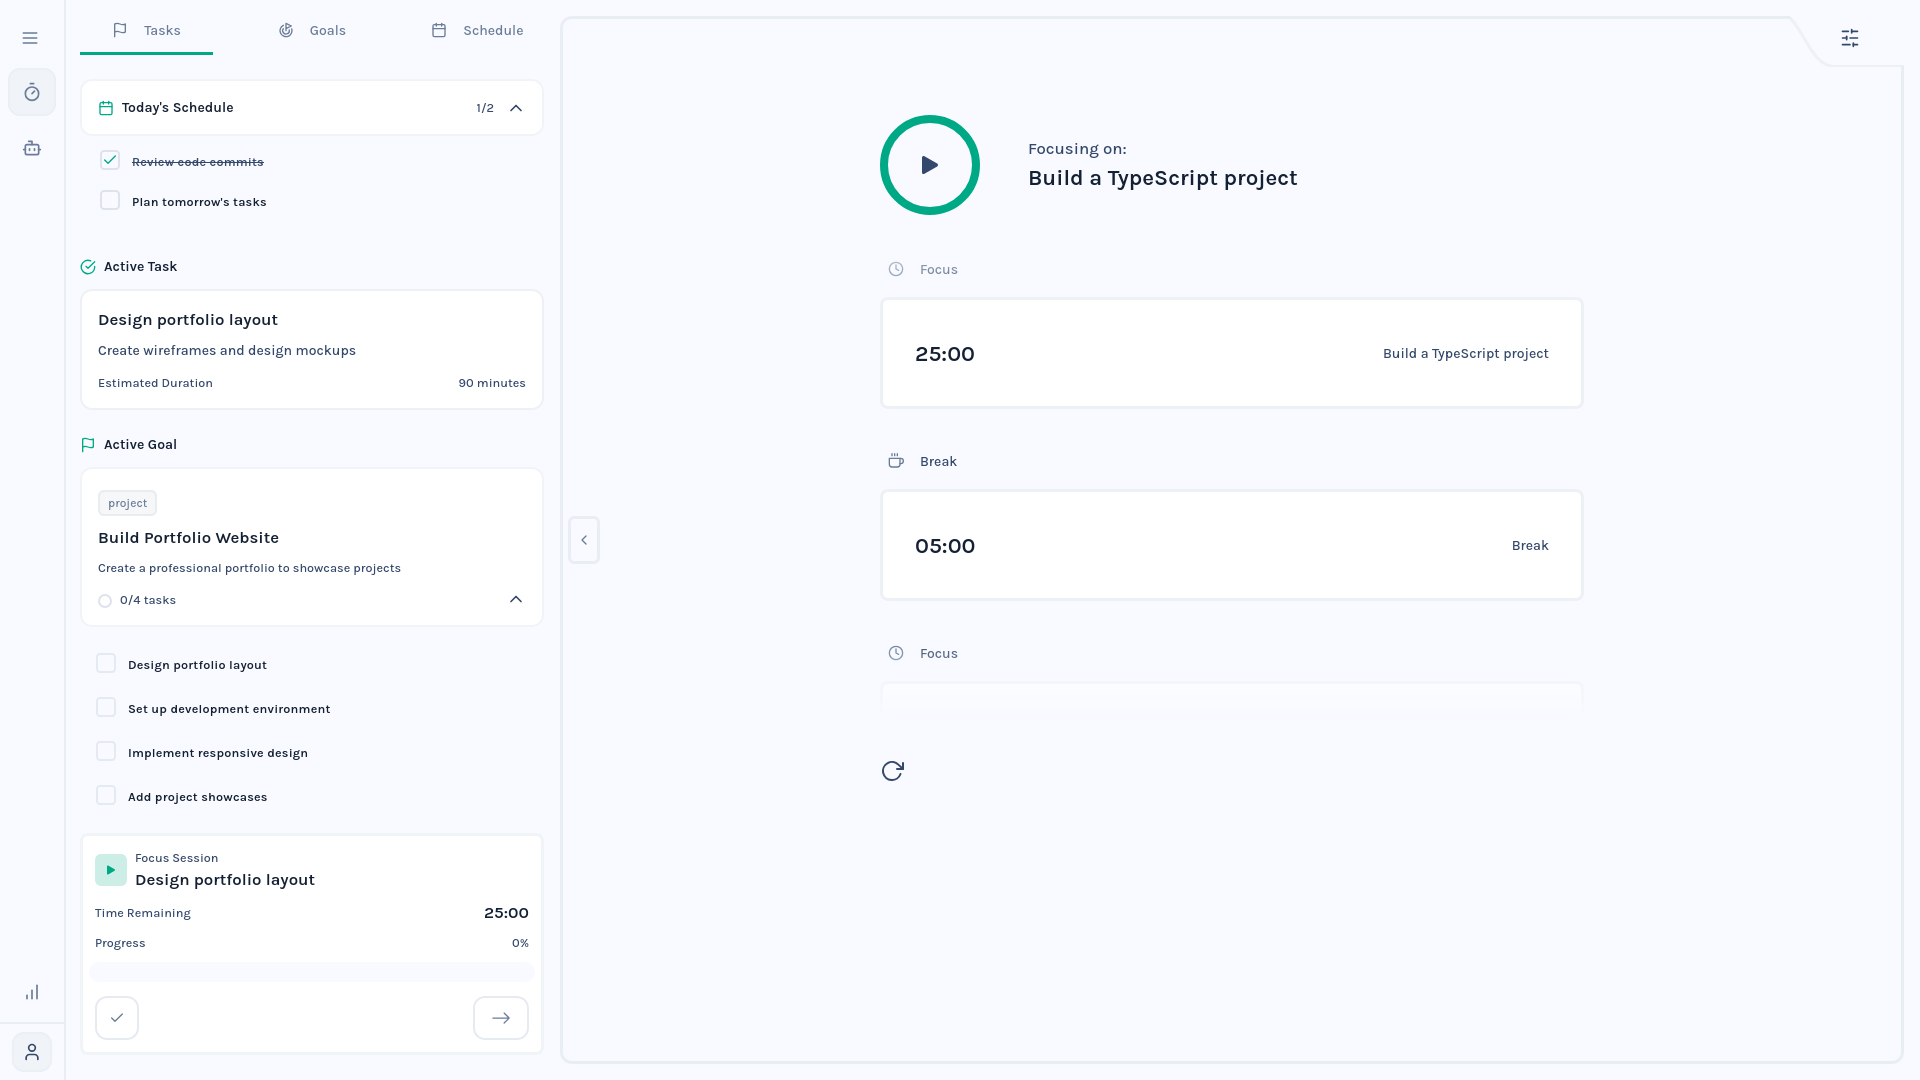 Tasks
Goals
Schedule
Today's Schedule
1/2
Review code commits
Plan tomorrow's tasks
Active Task
Design portfolio layout
Create wireframes and design mockups
Estimated Duration 90 minutes
Active Goal
project
Build Portfolio Website
Create a professional portfolio to showcase projects
0/4 tasks
Design portfolio layout
Set up development environment
Implement responsive design
Add project showcases
Focus Session
Design portfolio layout
Time Remaining 25:00
Progress 0%
Focusing on:
Build a TypeScript project
Focus
25:00 Build a TypeScript project
Break
05:00 Break
Focus